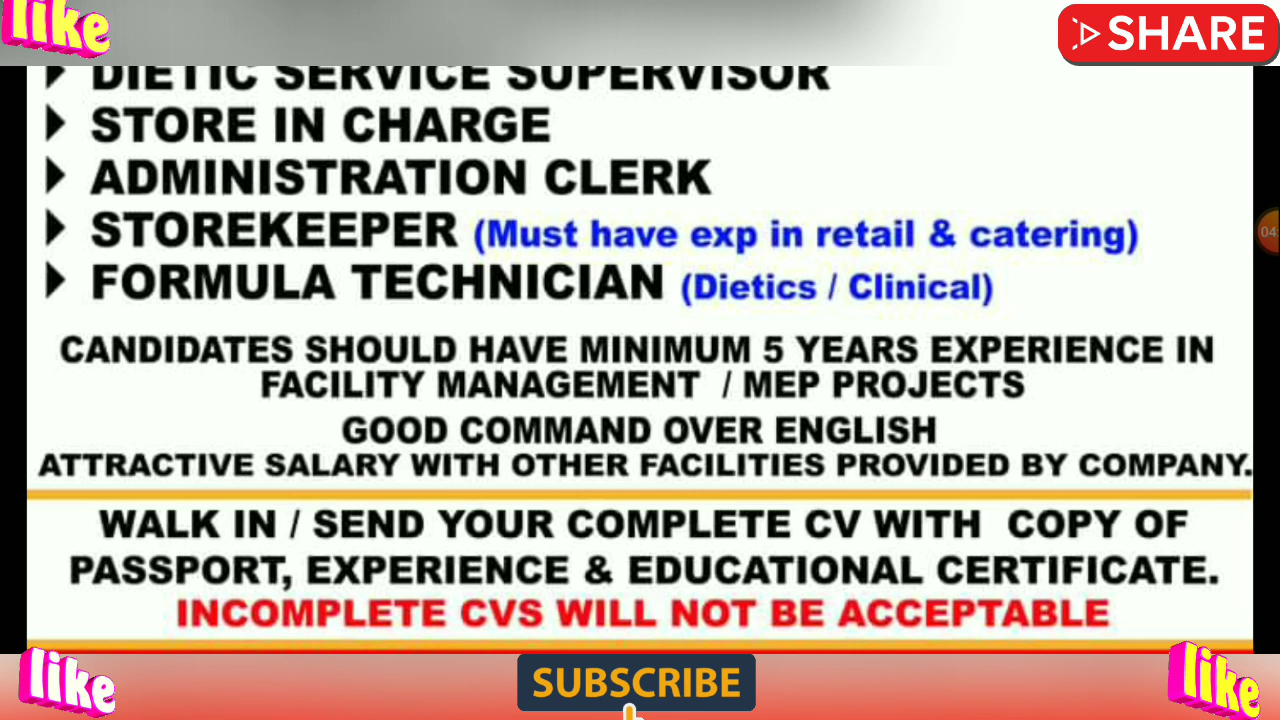 like
SHARE
DIETIC SERVICE SUPERVISOR
STORE IN CHARGE
ADMINISTRATION CLERK
STOREKEEPER (Must have exp in retail & catering)
04
FORMULA TECHNICIAN (Dietics / Clinical)
CANDIDATES SHOULD HAVE MINIMUM 5 YEARS EXPERIENCE IN
FACILITY MANAGEMENT / MEP PROJECTS
GOOD COMMAND OVER ENGLISH
ATTRACTIVE SALARY WITH OTHER FACILITIES PROVIDED BY COMPANY.
WALK IN / SEND YOUR COMPLETE CV WITH COPY OF
PASSPORT, EXPERIENCE & EDUCATIONAL CERTIFICATE.
INCOMPLETE CVS WILL NOT BE ACCEPTABLE
like
SUBSCRIBE
like